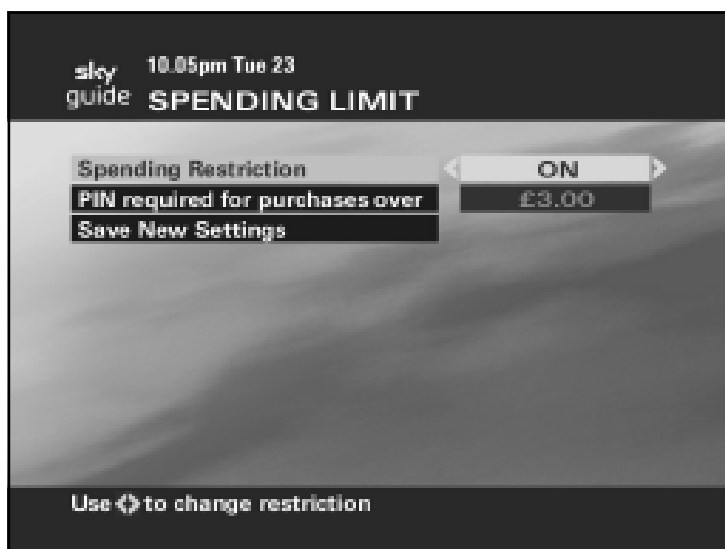 sky 10.05pm Tue 23
guide SPENDING LIMIT
Spending Restriction ON
PIN required for purchases over £3.00
Save New Settings
Use to change restriction